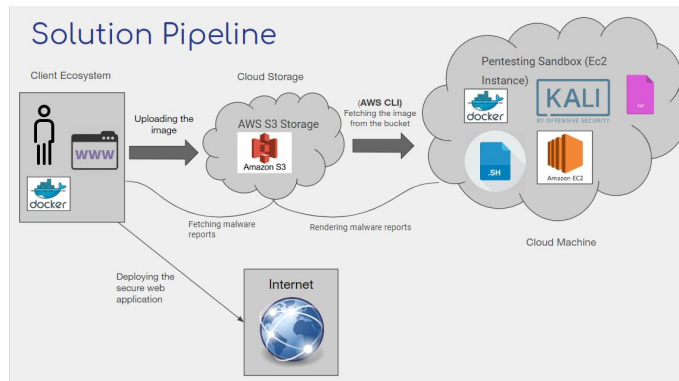 Solution Pipeline
Client Ecosystem
WWW
docker
Uploading the
image
Cloud Storage
AWS S3 Storage
Amazon S3
(AWS CLI)
Fetching the image
from the bucket
Pentesting Sandbox (Ec2
Instance)
docker
KALI
BY OFFENSIVE SECURITY
.SH
Amazon EC2
Cloud Machine
Fetching malware
reports
Rendering malware reports
Deploying the
secure web
application
Internet